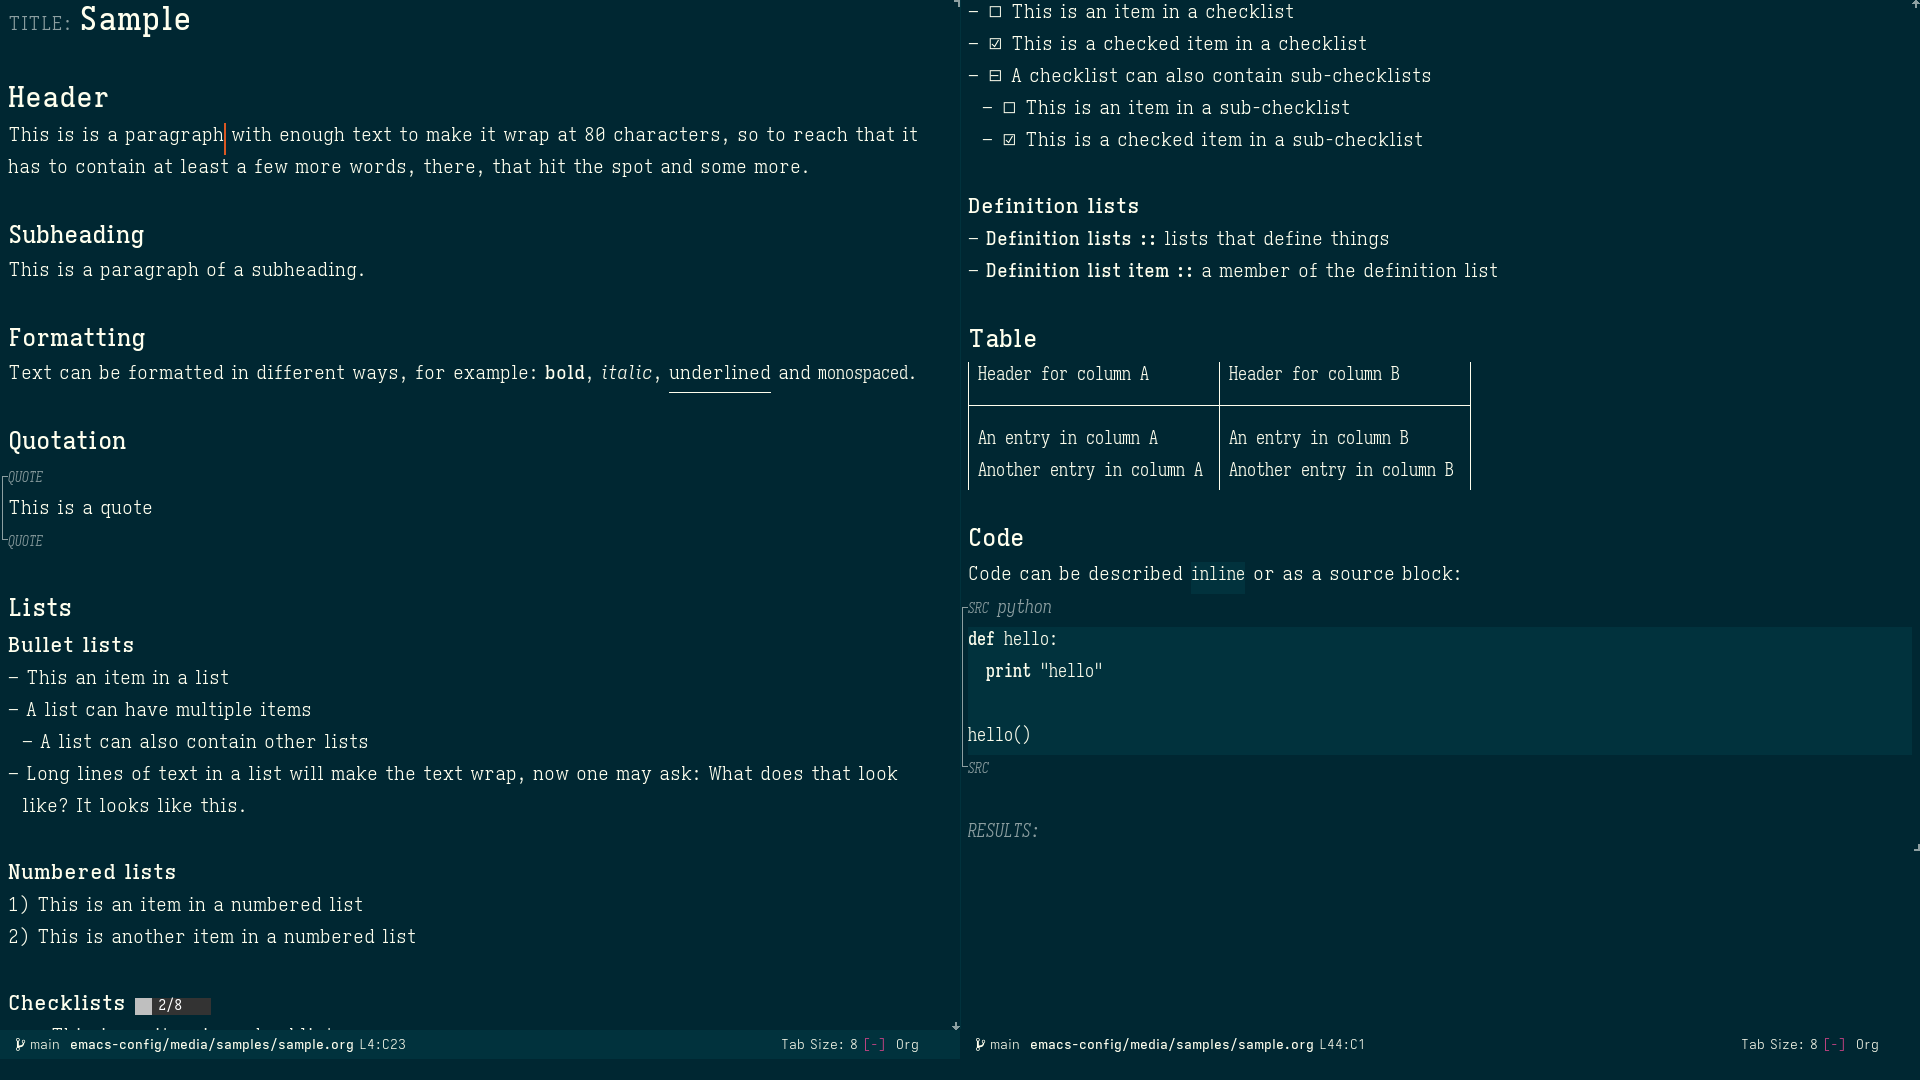 TITLE: Sample
Header
This is is a paragraph with enough text to make it wrap at 80 characters, so to reach that it
has to contain at least a few more words, there, that hit the spot and some more.
Subheading
This is a paragraph of a subheading.
Formatting
Text can be formatted in different ways, for example: bold, italic, underlined and monospaced.
Quotation
QUOTE
This is a quote
QUOTE
Lists
Bullet lists
– This an item in a list
– A list can have multiple items
– A list can also contain other lists
– Long lines of text in a list will make the text wrap, now one may ask: What does that look
like? It looks like this.
Numbered lists
1) This is an item in a numbered list
2) This is another item in a numbered list
Checklists 2/8
main emacs-config/media/samples/sample.org L4:C23 Tab Size: 8 [-] Org
– ☐ This is an item in a checklist
– ☑ This is a checked item in a checklist
– ⊟ A checklist can also contain sub-checklists
– ☐ This is an item in a sub-checklist
– ☑ This is a checked item in a sub-checklist
Definition lists
– Definition lists :: lists that define things
– Definition list item :: a member of the definition list
Table
Header for column A Header for column B
An entry in column A An entry in column B
Another entry in column A Another entry in column B
Code
Code can be described inline or as a source block:
SRC python
def hello:
print "hello"
hello()
SRC
RESULTS:
main emacs-config/media/samples/sample.org L44:C1 Tab Size: 8 [-] Org